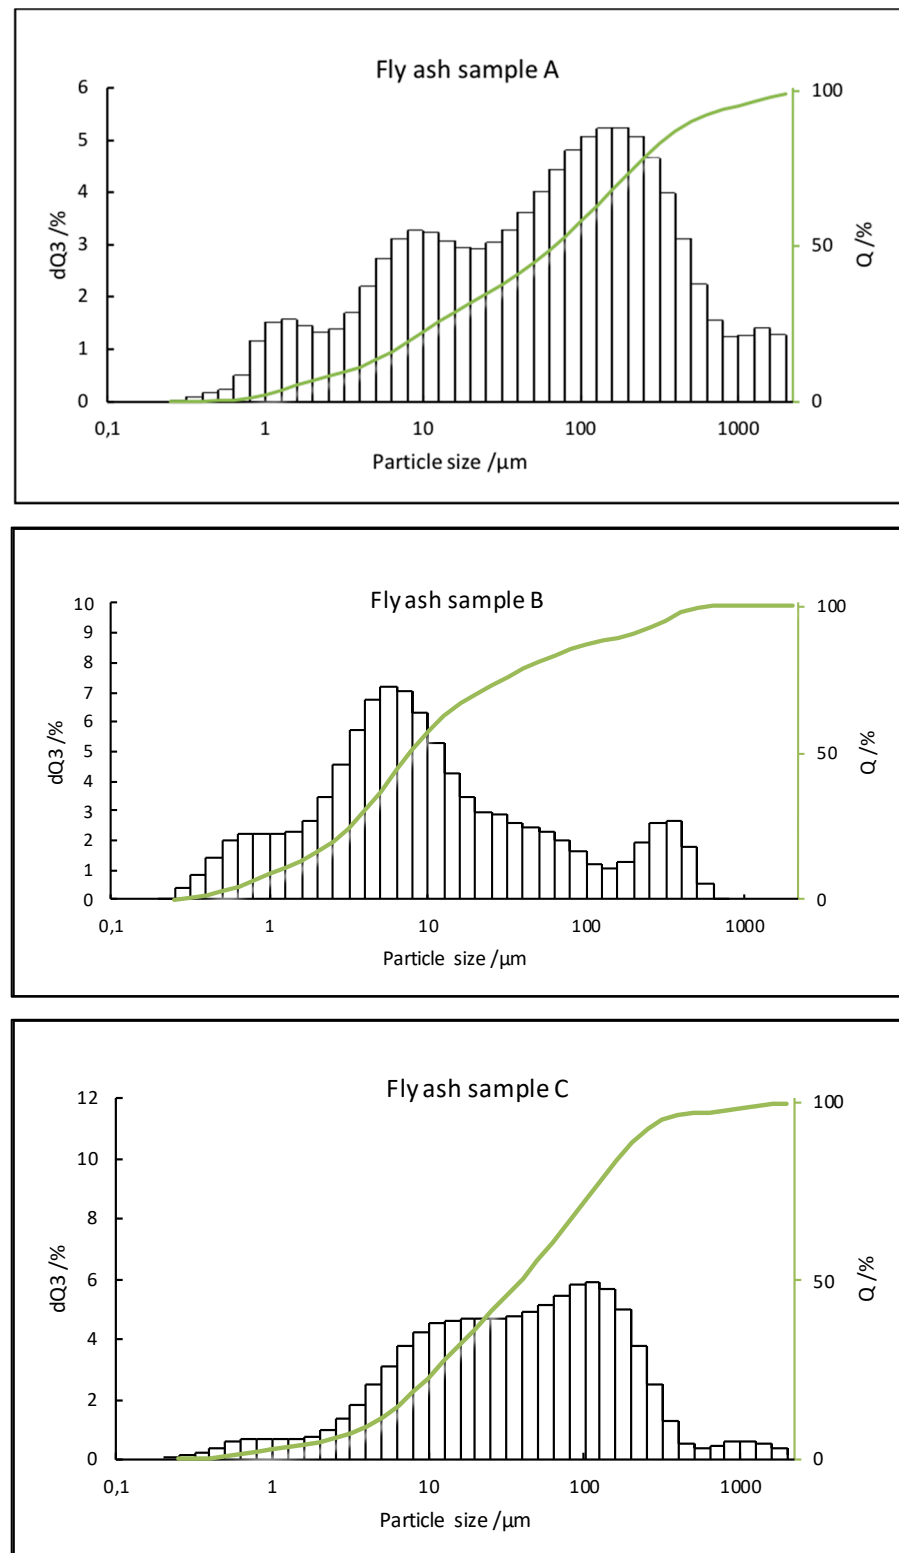 Fly ash sample A
6
5
4
3
2
1
0
dQ3 /%
100
50
0
Q /%
0,1 1 10 100 1000
Particle size /µm
Fly ash sample B
10
9
8
7
6
5
4
3
2
1
0
dQ3 /%
100
50
0
Q /%
0,1 1 10 100 1000
Particle size /µm
Fly ash sample C
12
10
8
6
4
2
0
dQ3 /%
100
50
0
Q /%
0,1 1 10 100 1000
Particle size /µm